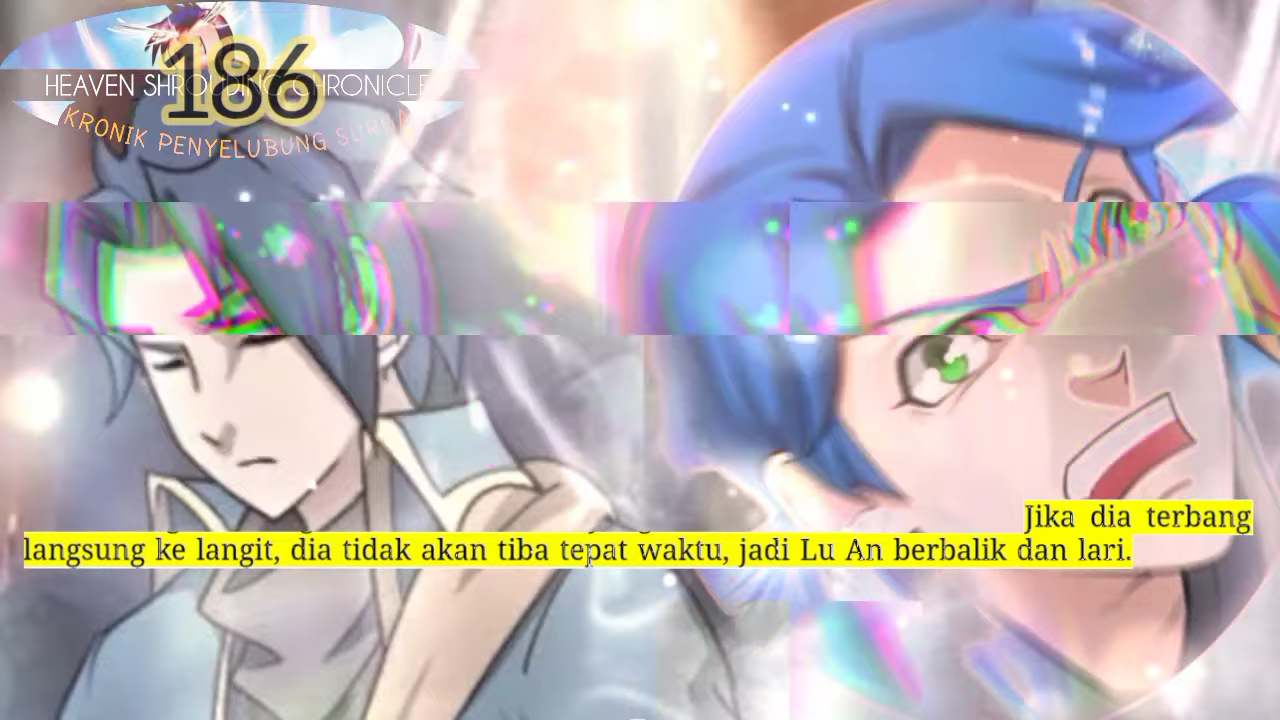 186
HEAVEN SHROUDING CHRONICLE
KRONIK PENYELUBUNG
Jika dia terbang
langsung ke langit, dia tidak akan tiba tepat waktu, jadi Lu An berbalik dan lari.